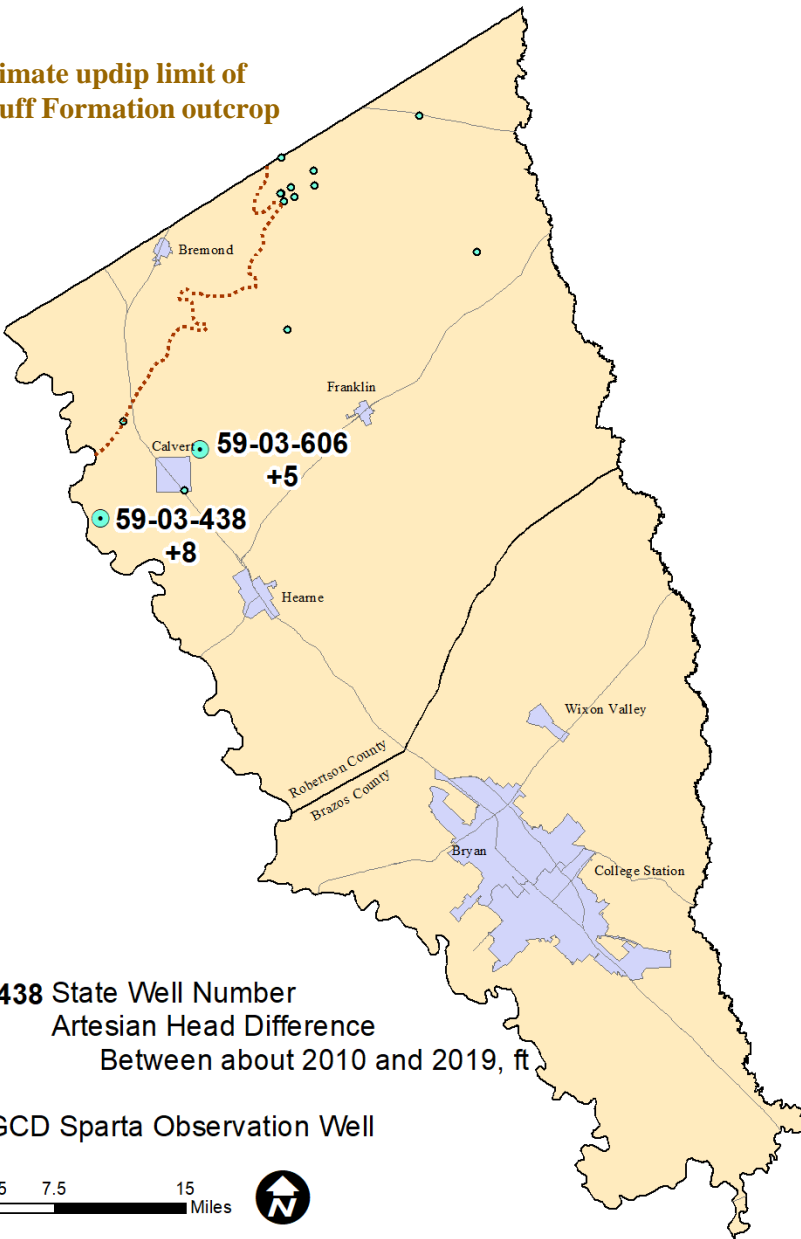 imate updip limit of
uff Formation outcrop
Bremond
Franklin
Calvert
59-03-606
+5
59-03-438
+8
Hearne
Wixon Valley
Robertson County
Brazos County
Bryan
College Station
438 State Well Number
Artesian Head Difference
Between about 2010 and 2019, ft
GCD Sparta Observation Well
5 7.5 15
Miles
N